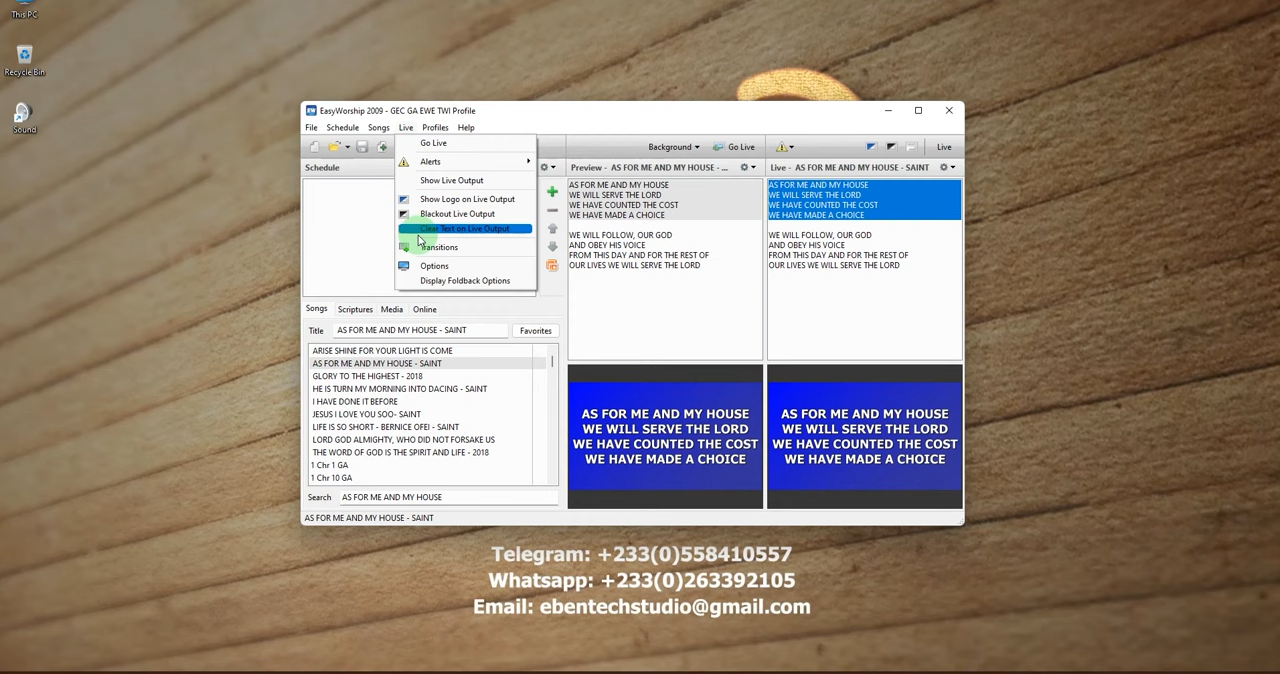 This PC
Recycle Bin
Sound
EasyWorship 2009 - GEC GA EWE TWI Profile
File Schedule Songs Live Profiles Help
Go Live
Alerts
Show Live Output
Show Logo on Live Output
Blackout Live Output
Clear Text on Live Output
Transitions
Options
Display Foldback Options
Background
Go Live
Live
Schedule
Preview - AS FOR ME AND MY HOUSE - ...
Live - AS FOR ME AND MY HOUSE - SAINT
AS FOR ME AND MY HOUSE
WE WILL SERVE THE LORD
WE HAVE COUNTED THE COST
WE HAVE MADE A CHOICE
WE WILL FOLLOW, OUR GOD
AND OBEY HIS VOICE
FROM THIS DAY AND FOR THE REST OF
OUR LIVES WE WILL SERVE THE LORD
AS FOR ME AND MY HOUSE
WE WILL SERVE THE LORD
WE HAVE COUNTED THE COST
WE HAVE MADE A CHOICE
WE WILL FOLLOW, OUR GOD
AND OBEY HIS VOICE
FROM THIS DAY AND FOR THE REST OF
OUR LIVES WE WILL SERVE THE LORD
Songs Scriptures Media Online
Title AS FOR ME AND MY HOUSE - SAINT Favorites
ARISE SHINE FOR YOUR LIGHT IS COME
AS FOR ME AND MY HOUSE - SAINT
GLORY TO THE HIGHEST - 2018
HE IS TURN MY MORNING INTO DACING - SAINT
I HAVE DONE IT BEFORE
JESUS I LOVE YOU SOO- SAINT
LIFE IS SO SHORT - BERNICE OFEI - SAINT
LORD GOD ALMIGHTY, WHO DID NOT FORSAKE US
THE WORD OF GOD IS THE SPIRIT AND LIFE - 2018
1 Chr 1 GA
1 Chr 10 GA
Search AS FOR ME AND MY HOUSE
AS FOR ME AND MY HOUSE - SAINT
AS FOR ME AND MY HOUSE
WE WILL SERVE THE LORD
WE HAVE COUNTED THE COST
WE HAVE MADE A CHOICE
AS FOR ME AND MY HOUSE
WE WILL SERVE THE LORD
WE HAVE COUNTED THE COST
WE HAVE MADE A CHOICE
Telegram: +233(0)558410557
Whatsapp: +233(0)263392105
Email: ebentechstudio@gmail.com